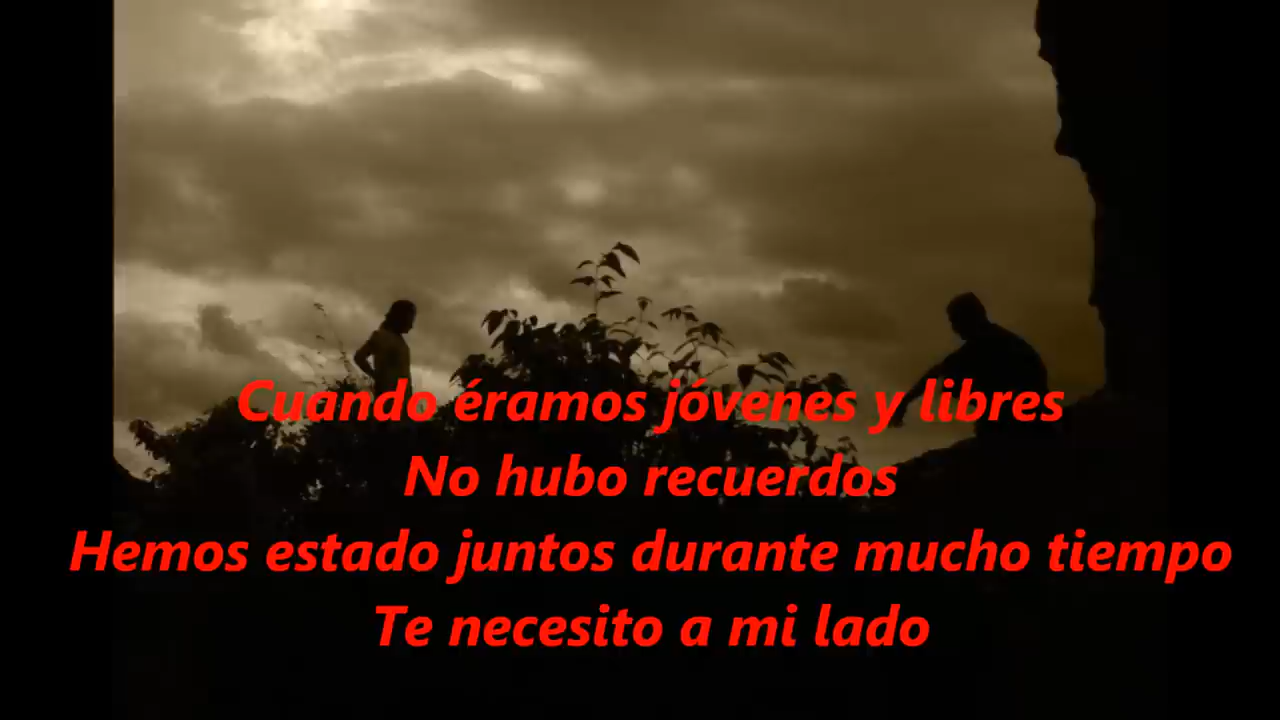 Cuando éramos jóvenes y libres
No hubo recuerdos
Hemos estado juntos durante mucho tiempo
Te necesito a mi lado